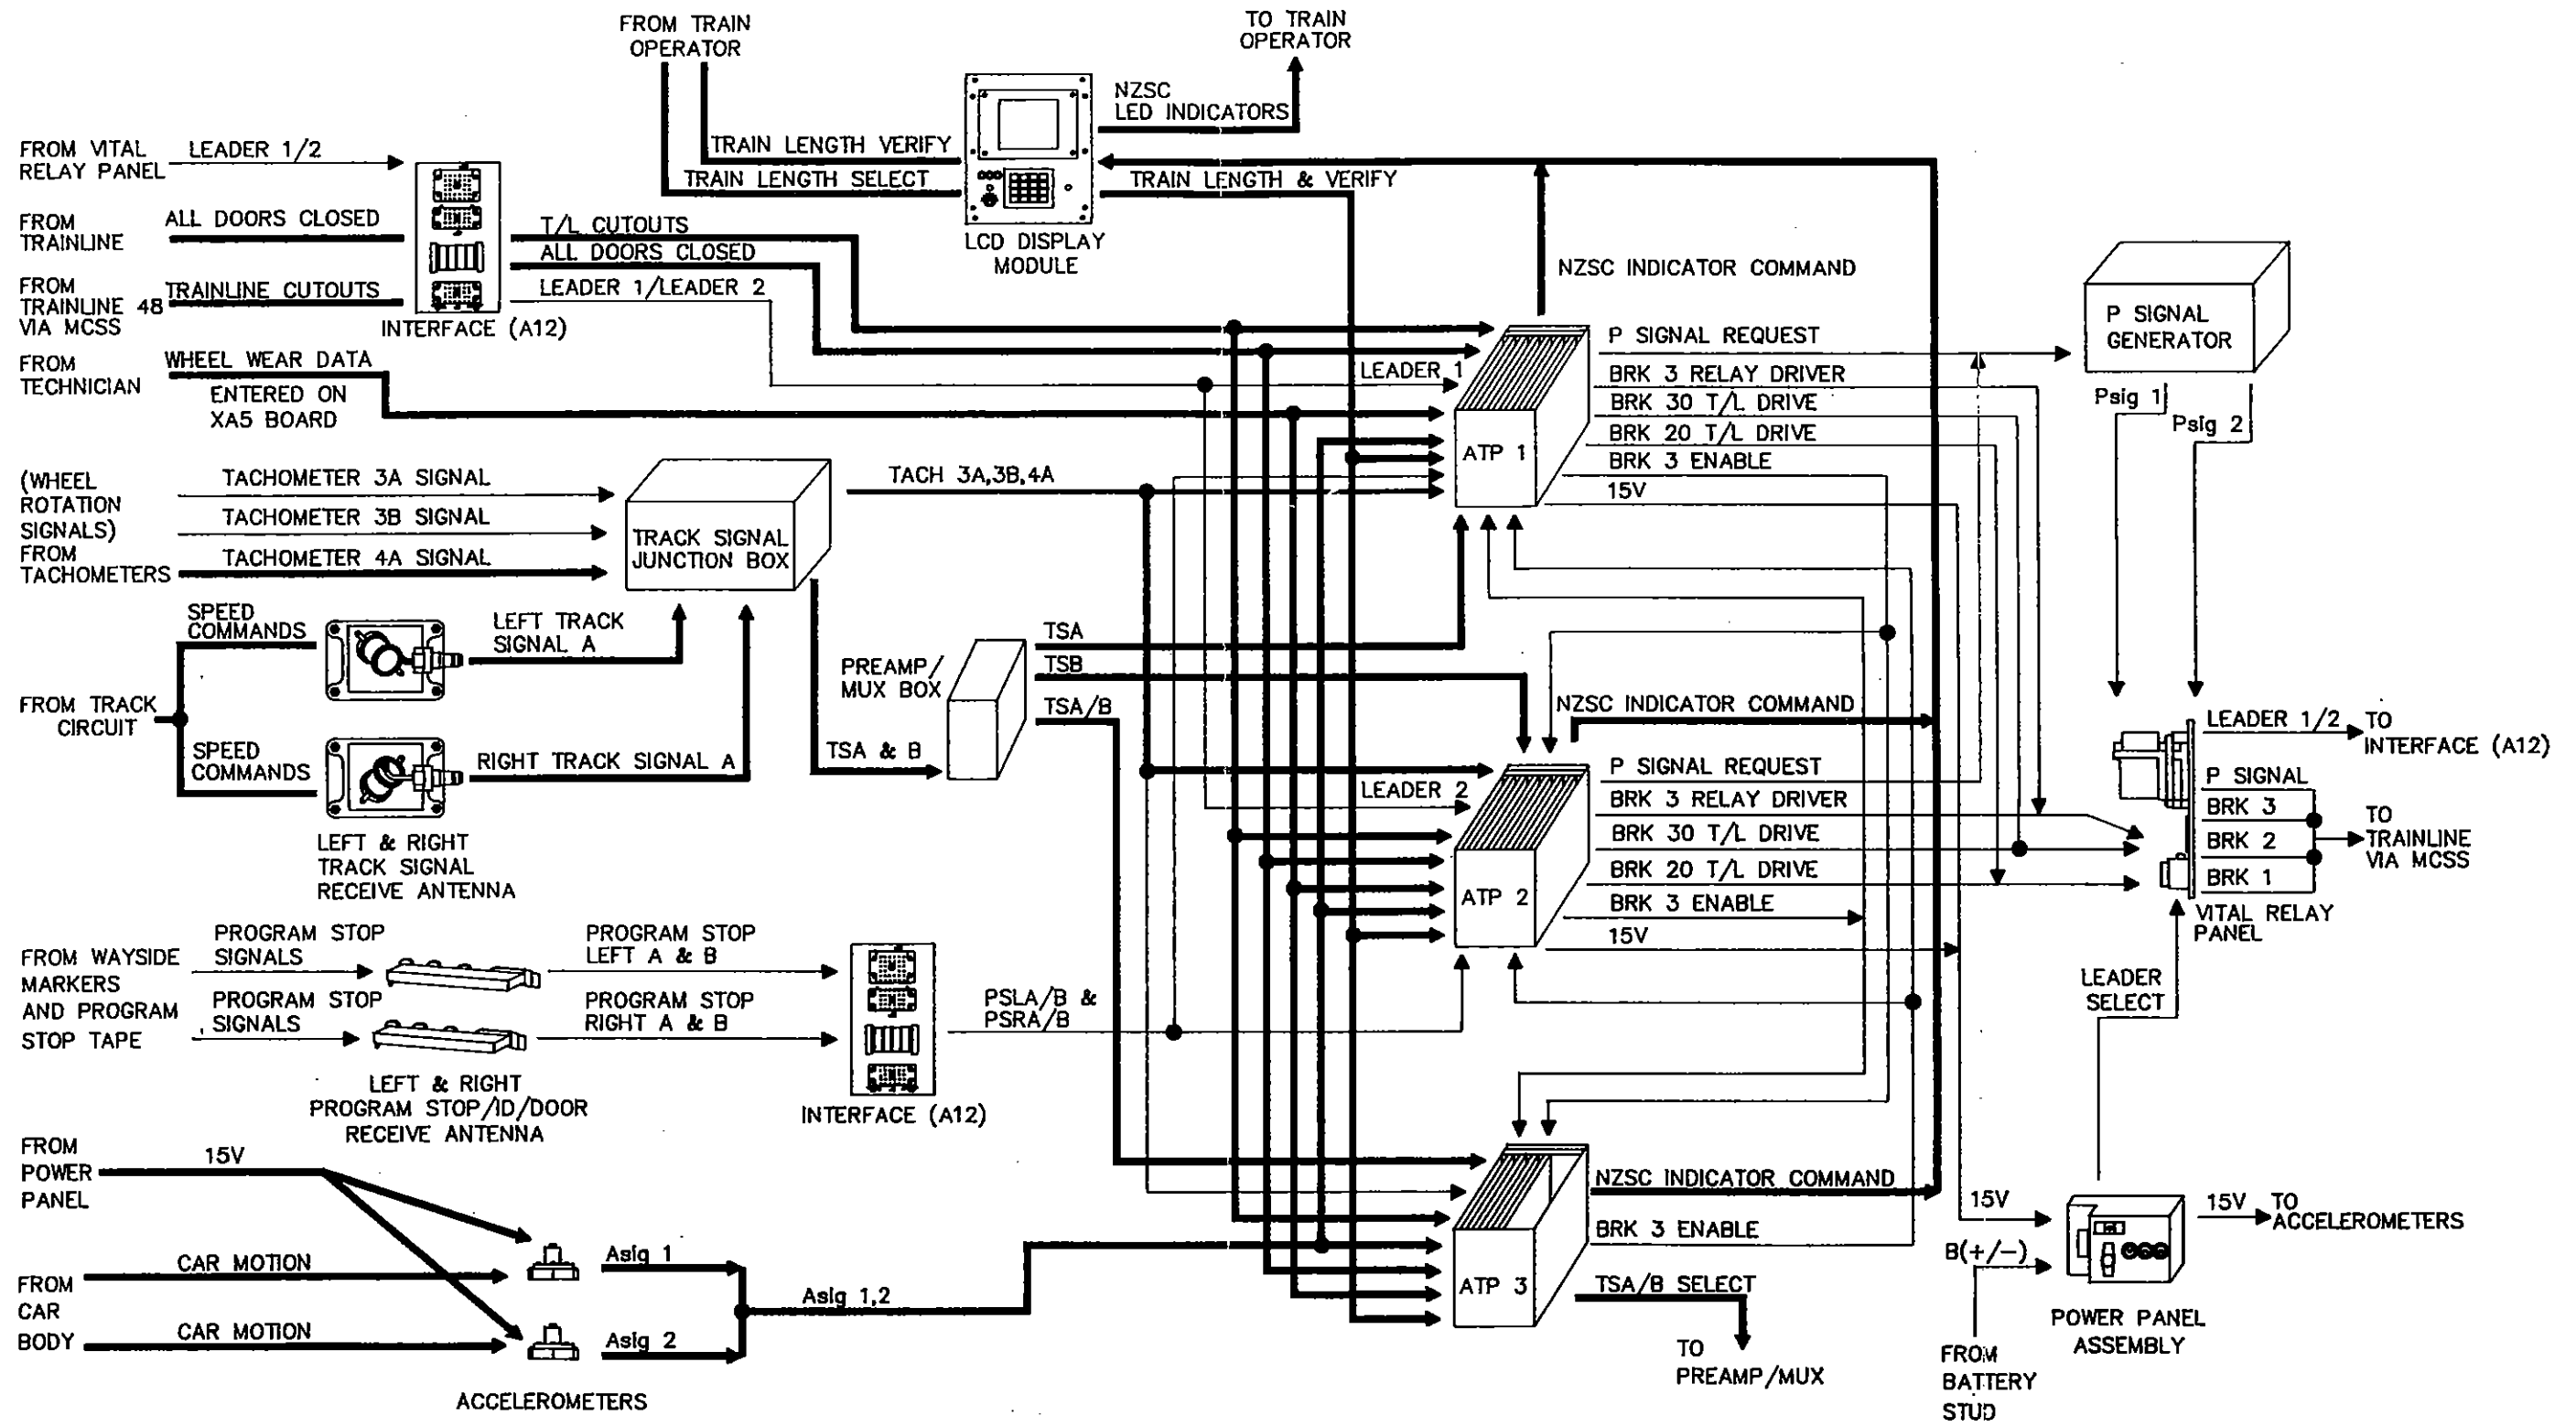 FROM TRAIN
OPERATOR
TO TRAIN
OPERATOR
NZSC
LED INDICATORS
FROM VITAL
RELAY PANEL
LEADER 1/2
TRAIN LENGTH VERIFY
TRAIN LENGTH SELECT
TRAIN LENGTH & VERIFY
LCD DISPLAY
MODULE
FROM
TRAINLINE
ALL DOORS CLOSED
FROM
TRAINLINE 48
VIA MCSS
TRAINLINE CUTOUTS
INTERFACE (A12)
T/L CUTOUTS
ALL DOORS CLOSED
LEADER 1/LEADER 2
FROM
TECHNICIAN
WHEEL WEAR DATA
ENTERED ON
XA5 BOARD
NZSC INDICATOR COMMAND
LEADER 1
ATP 1
P SIGNAL REQUEST
BRK 3 RELAY DRIVER
BRK 30 T/L DRIVE
BRK 20 T/L DRIVE
BRK 3 ENABLE
15V
P SIGNAL
GENERATOR
Psig 1
Psig 2
(WHEEL
ROTATION
SIGNALS)
FROM
TACHOMETERS
TACHOMETER 3A SIGNAL
TACHOMETER 3B SIGNAL
TACHOMETER 4A SIGNAL
TRACK SIGNAL
JUNCTION BOX
TACH 3A,3B,4A
SPEED
COMMANDS
LEFT TRACK
SIGNAL A
FROM TRACK
CIRCUIT
SPEED
COMMANDS
RIGHT TRACK SIGNAL A
LEFT & RIGHT
TRACK SIGNAL
RECEIVE ANTENNA
TSA & B
PREAMP/
MUX BOX
TSA
TSB
TSA/B
NZSC INDICATOR COMMAND
LEADER 2
ATP 2
P SIGNAL REQUEST
BRK 3 RELAY DRIVER
BRK 30 T/L DRIVE
BRK 20 T/L DRIVE
BRK 3 ENABLE
15V
LEADER 1/2
TO
INTERFACE (A12)
P SIGNAL
BRK 3
BRK 2
BRK 1
TO
TRAINLINE
VIA MCSS
VITAL RELAY
PANEL
LEADER
SELECT
FROM WAYSIDE
MARKERS
AND PROGRAM
STOP TAPE
PROGRAM STOP
SIGNALS
PROGRAM STOP
SIGNALS
PROGRAM STOP
LEFT A & B
PROGRAM STOP
RIGHT A & B
LEFT & RIGHT
PROGRAM STOP/ID/DOOR
RECEIVE ANTENNA
INTERFACE (A12)
PSLA/B &
PSRA/B
FROM
POWER
PANEL
15V
FROM
CAR
BODY
CAR MOTION
CAR MOTION
Asig 1
Asig 2
Asig 1,2
ACCELEROMETERS
ATP 3
NZSC INDICATOR COMMAND
BRK 3 ENABLE
TSA/B SELECT
TO
PREAMP/MUX
15V
B(+/-)
FROM
BATTERY
STUD
POWER PANEL
ASSEMBLY
15V
TO
ACCELEROMETERS